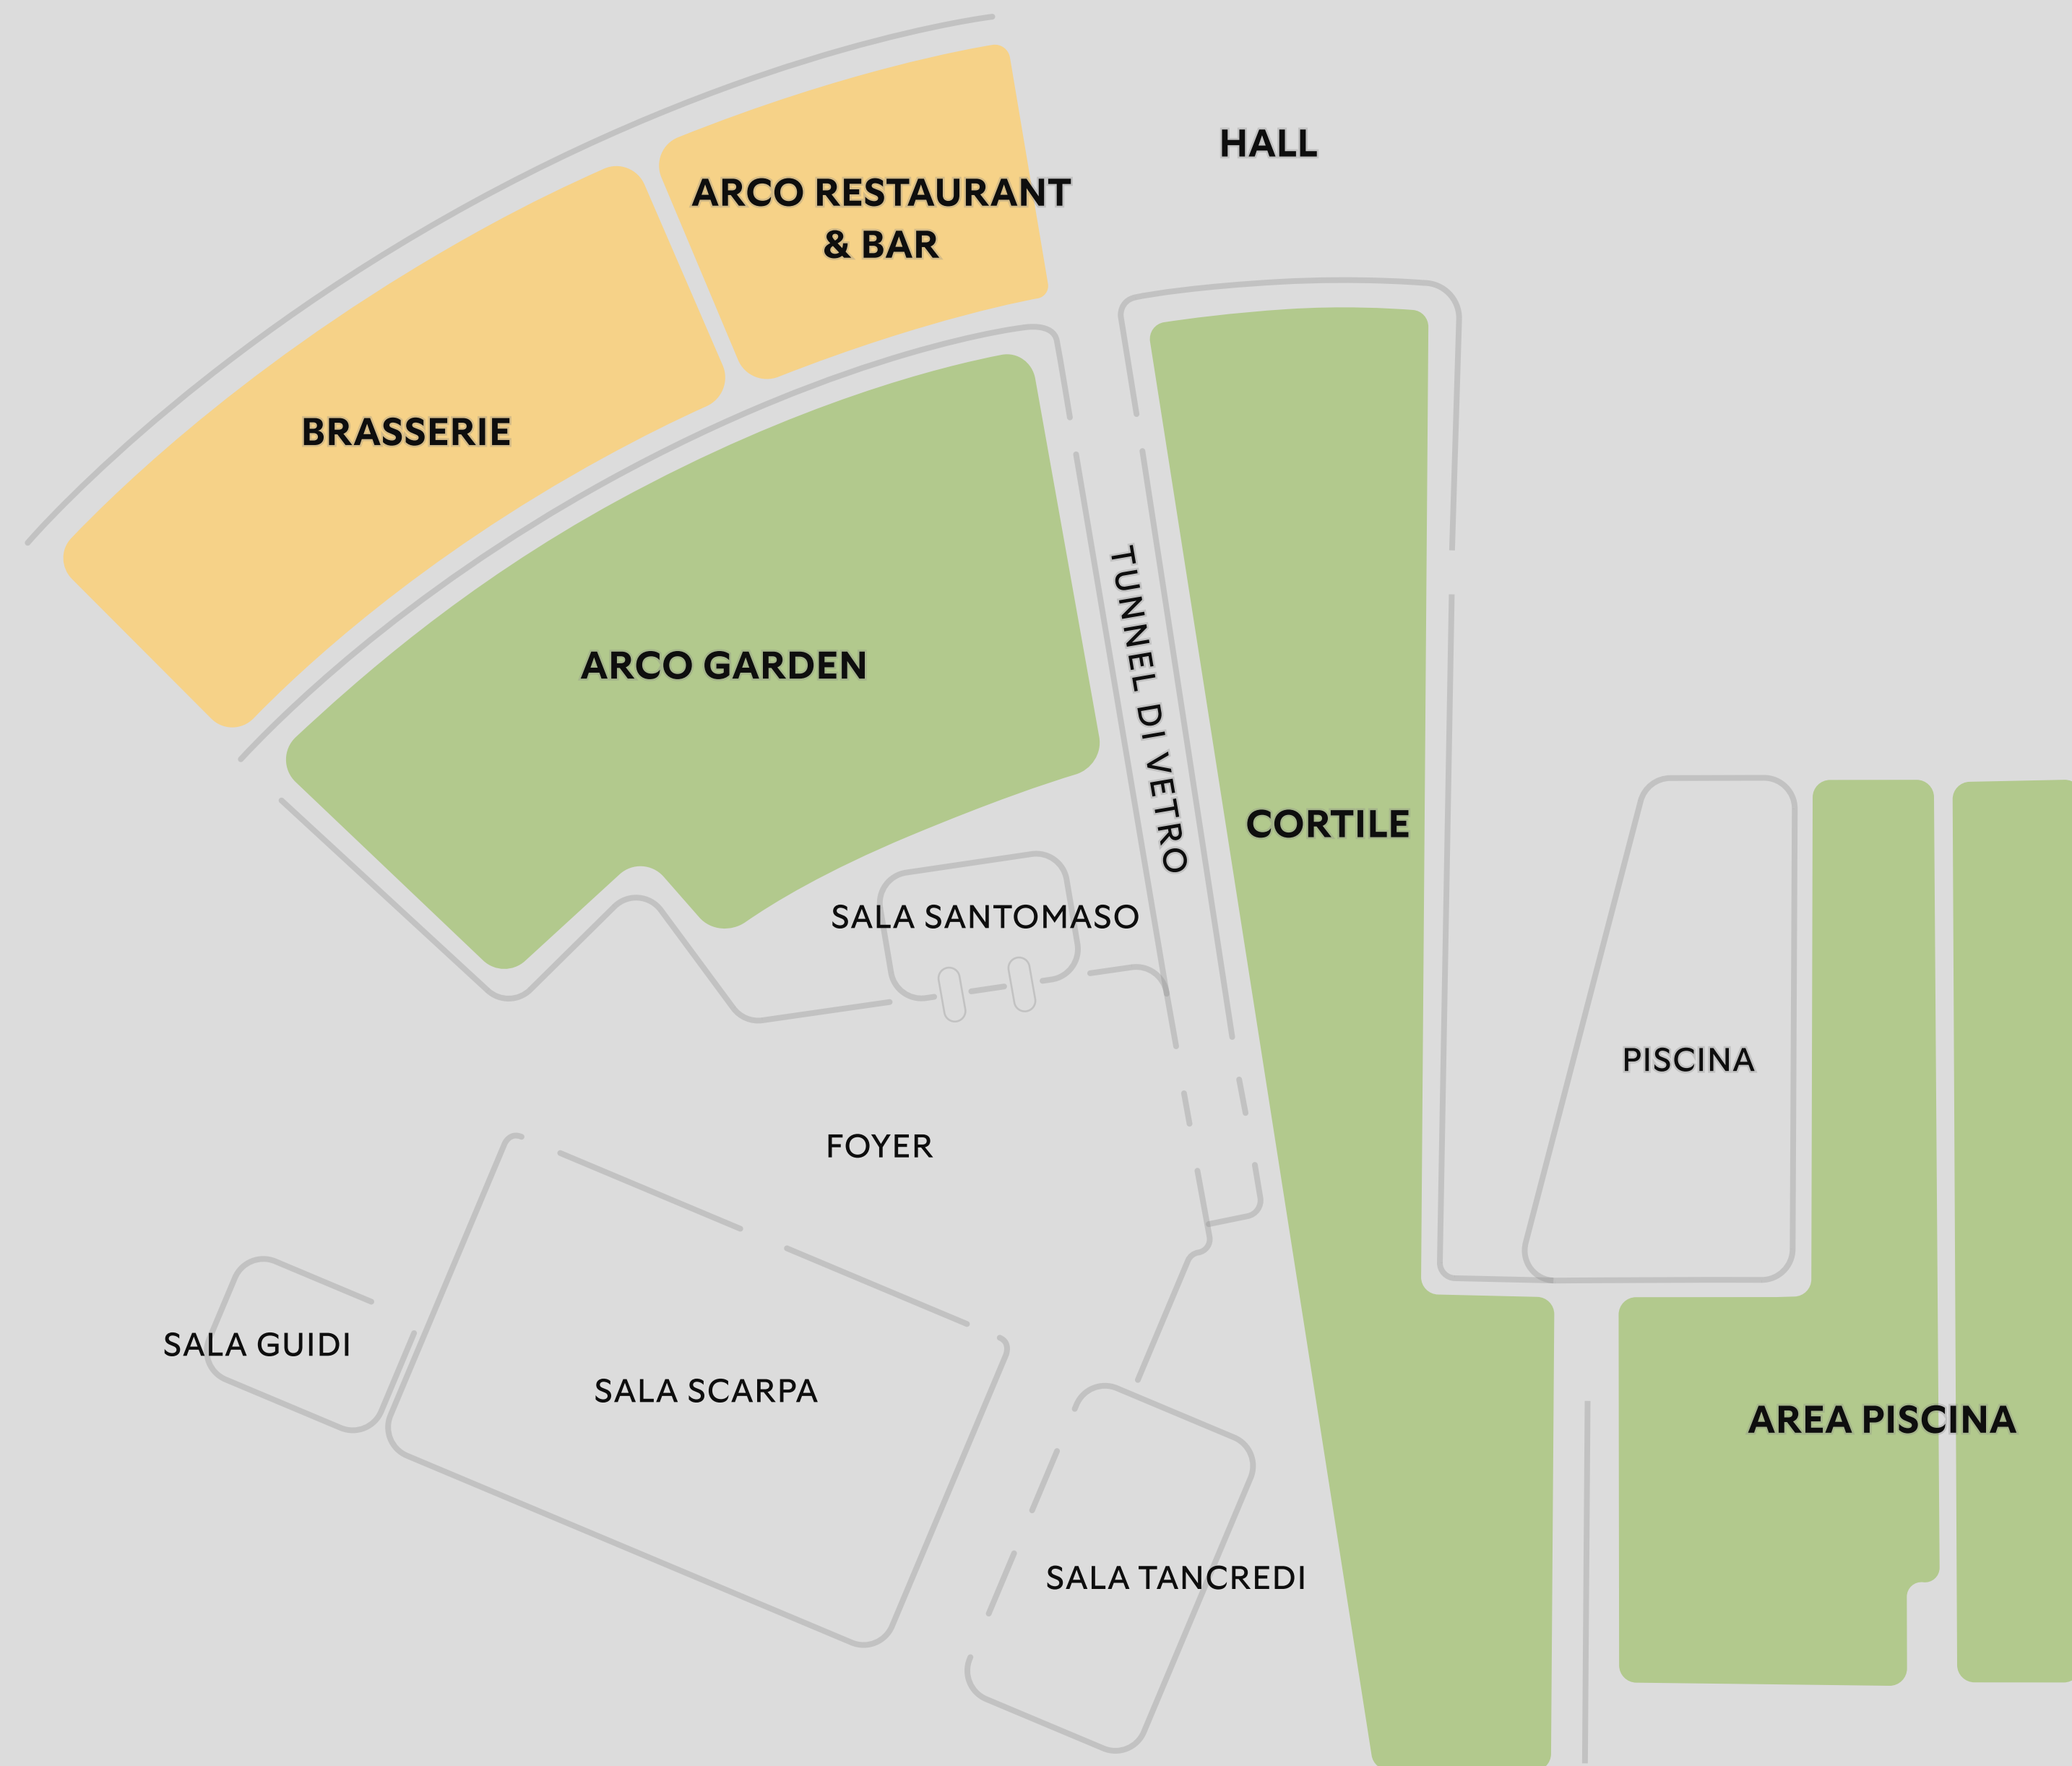 HALL
ARCO RESTAURANT
& BAR
BRASSERIE
ARCO GARDEN
TUNNEL DI VETRO
CORTILE
SALA SANTOMASO
PISCINA
FOYER
SALA GUIDI
SALA SCARPA
AREA PISCINA
SALA TANCREDI